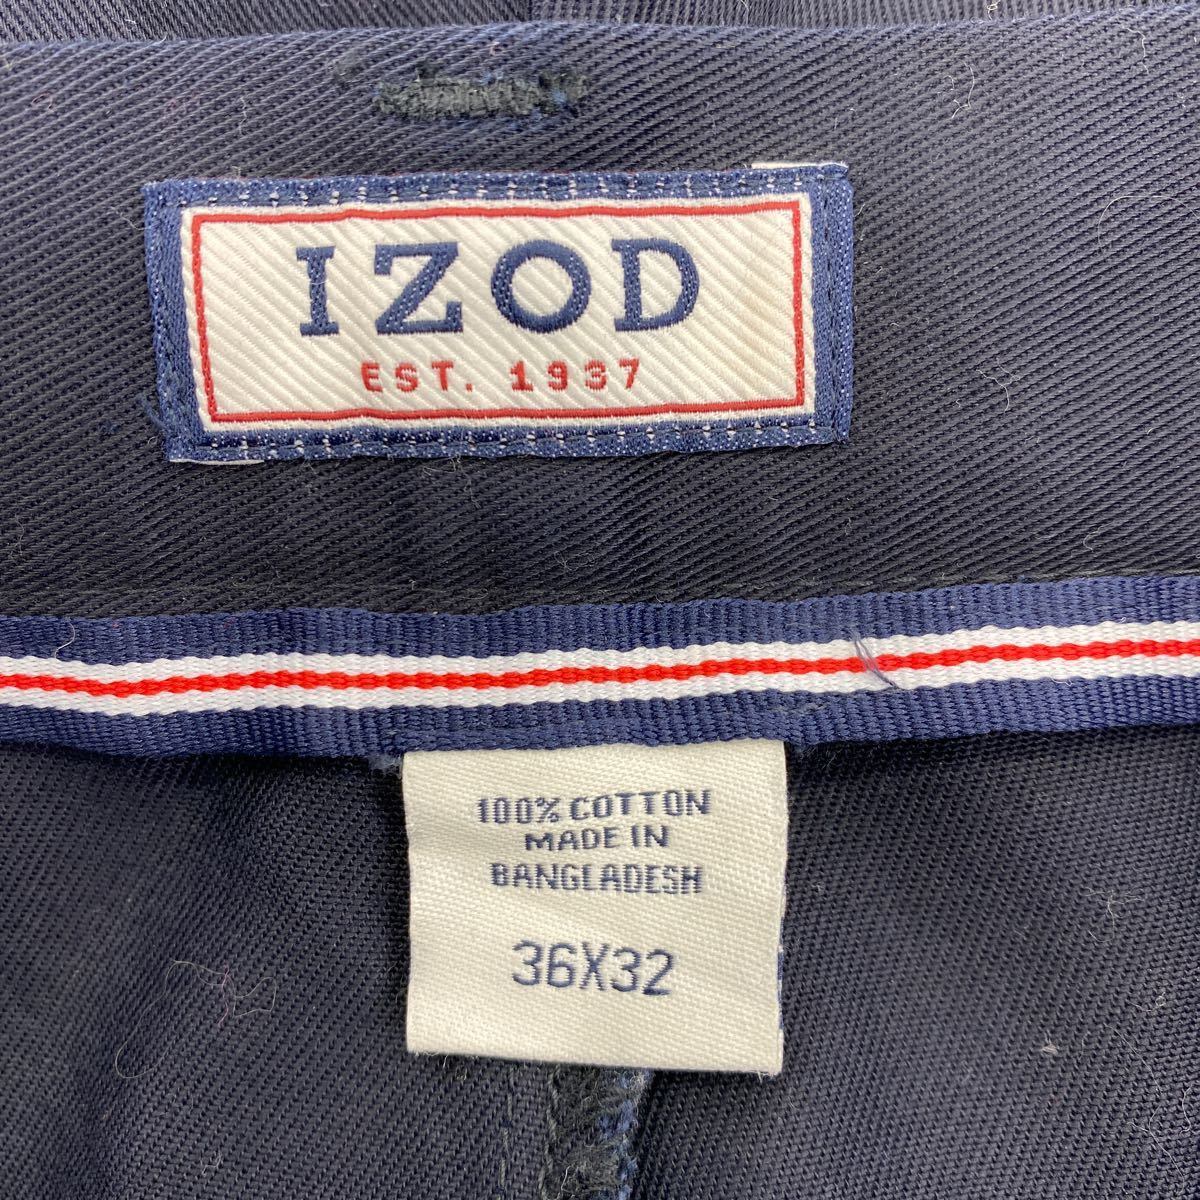 IZOD
EST. 1937
100% COTTON
MADE IN
BANGLADESH
36X32